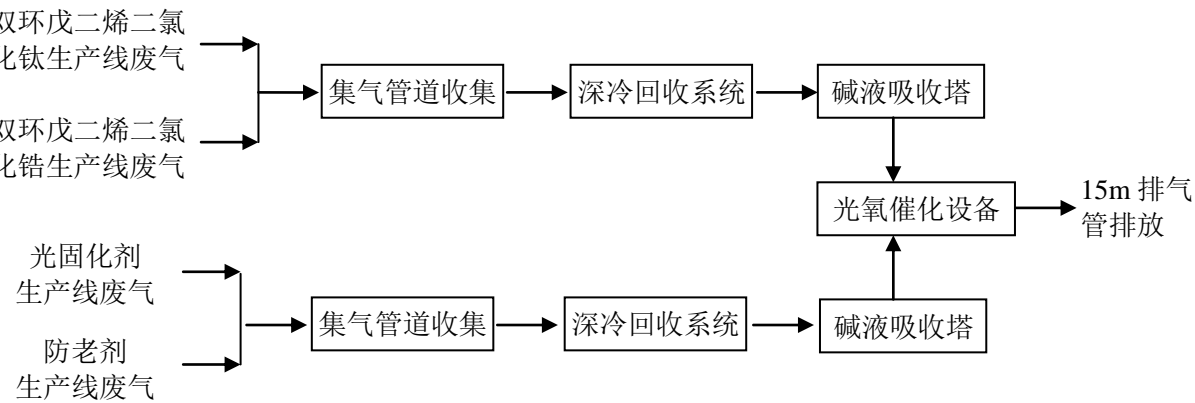 双环戊二烯二氯
化钛生产线废气
双环戊二烯二氯
化锆生产线废气
集气管道收集
深冷回收系统
碱液吸收塔
光氧催化设备
15m 排气
管排放
光固化剂
生产线废气
防老剂
生产线废气
集气管道收集
深冷回收系统
碱液吸收塔